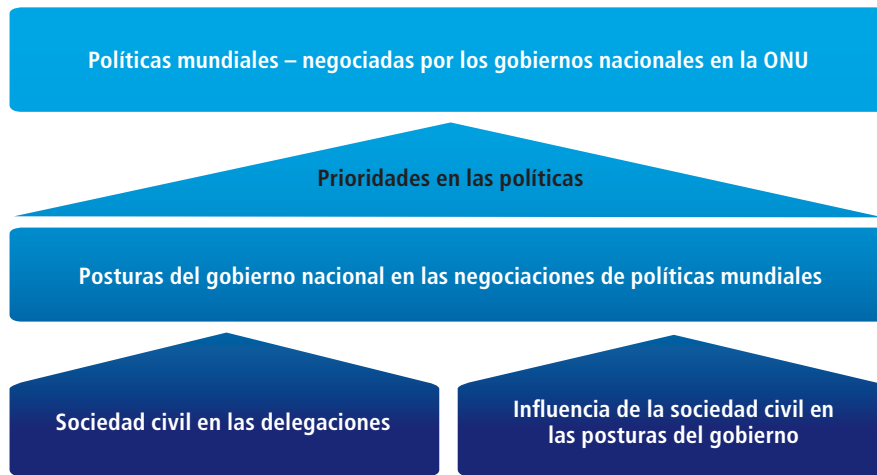 Políticas mundiales – negociadas por los gobiernos nacionales en la ONU
Prioridades en las políticas
Posturas del gobierno nacional en las negociaciones de políticas mundiales
Sociedad civil en las delegaciones
Influencia de la sociedad civil en
las posturas del gobierno